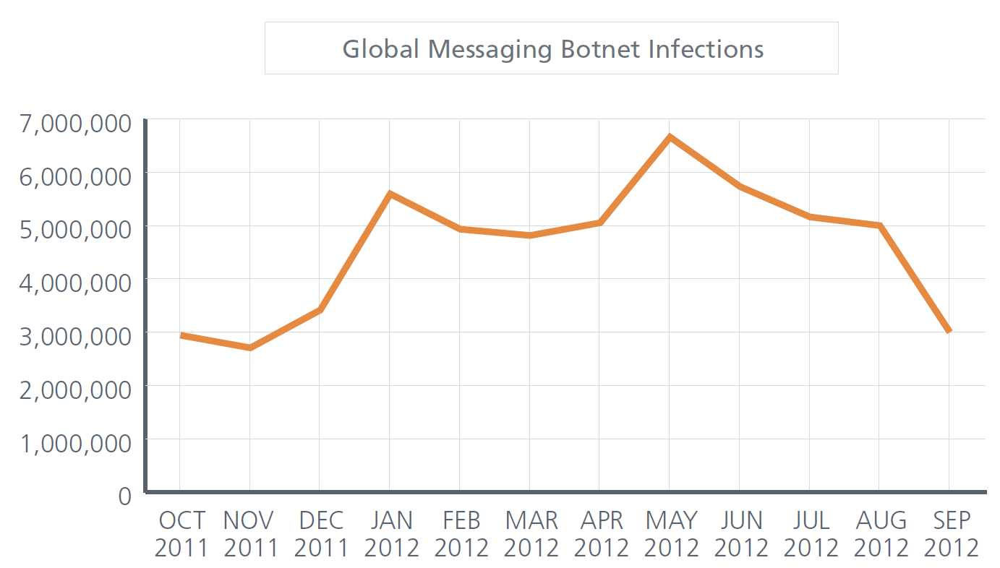 Global Messaging Botnet Infections
7,000,000
6,000,000
5,000,000
4,000,000
3,000,000
2,000,000
1,000,000
0
OCT NOV DEC JAN FEB MAR APR MAY JUN JUL AUG SEP
2011 2011 2011 2012 2012 2012 2012 2012 2012 2012 2012 2012